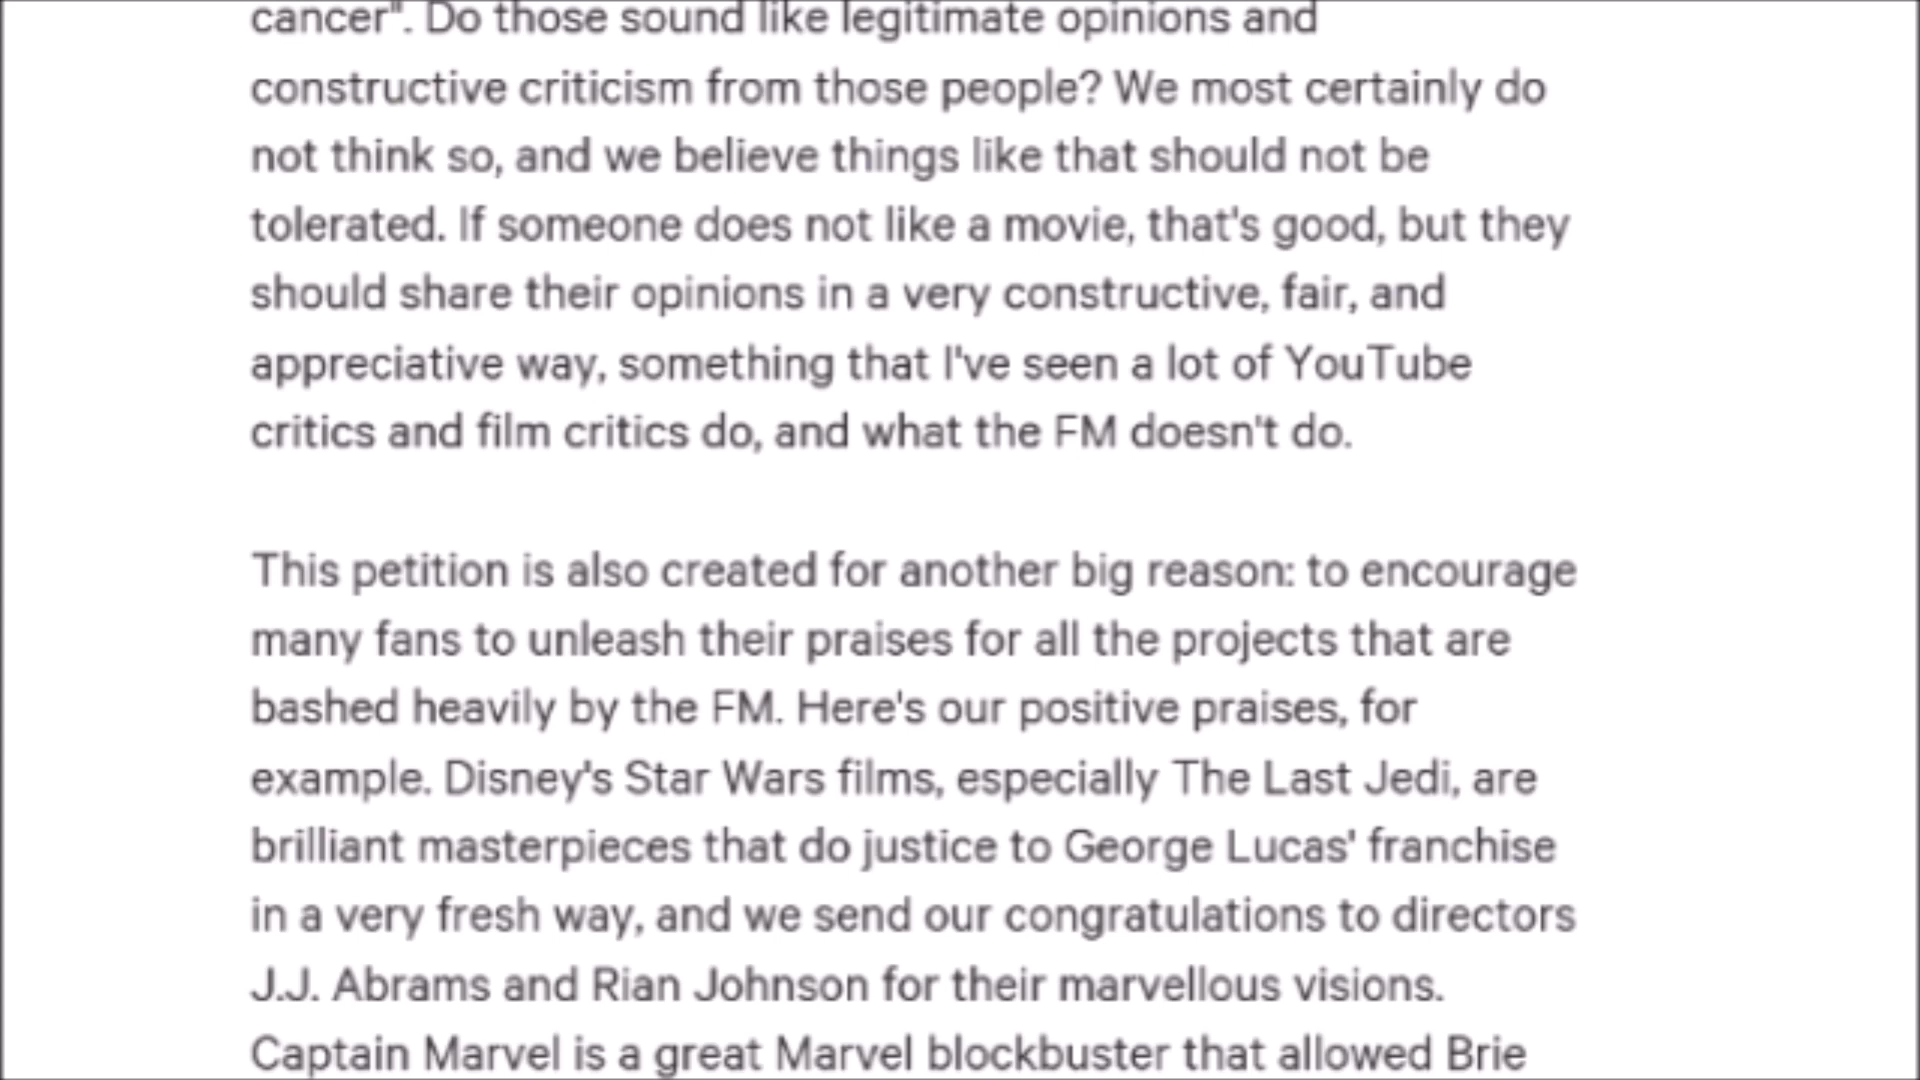 cancer". Do those sound like legitimate opinions and
constructive criticism from those people? We most certainly do
not think so, and we believe things like that should not be
tolerated. If someone does not like a movie, that's good, but they
should share their opinions in a very constructive, fair, and
appreciative way, something that I've seen a lot of YouTube
critics and film critics do, and what the FM doesn't do.
This petition is also created for another big reason: to encourage
many fans to unleash their praises for all the projects that are
bashed heavily by the FM. Here's our positive praises, for
example. Disney's Star Wars films, especially The Last Jedi, are
brilliant masterpieces that do justice to George Lucas' franchise
in a very fresh way, and we send our congratulations to directors
J.J. Abrams and Rian Johnson for their marvellous visions.
Captain Marvel is a great Marvel blockbuster that allowed Brie